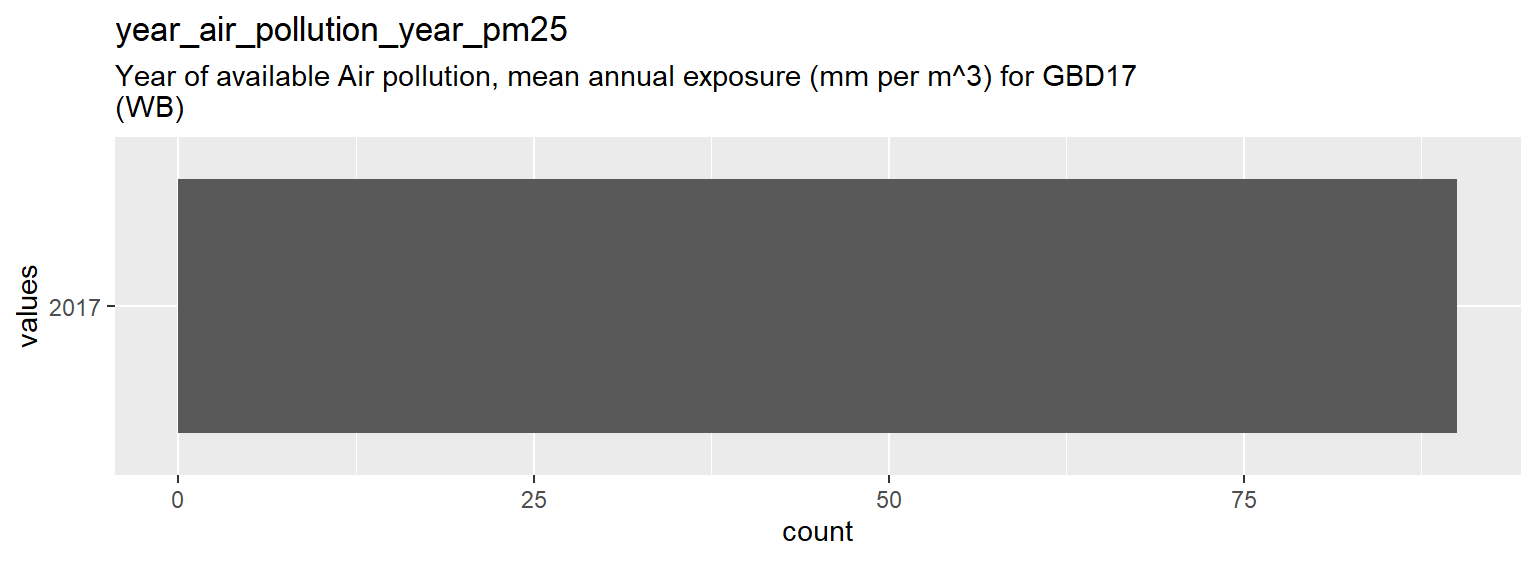 year_air_pollution_year_pm25
Year of available Air pollution, mean annual exposure (mm per m^3) for GBD17
(WB)
values
2017
0 25 50 75
count